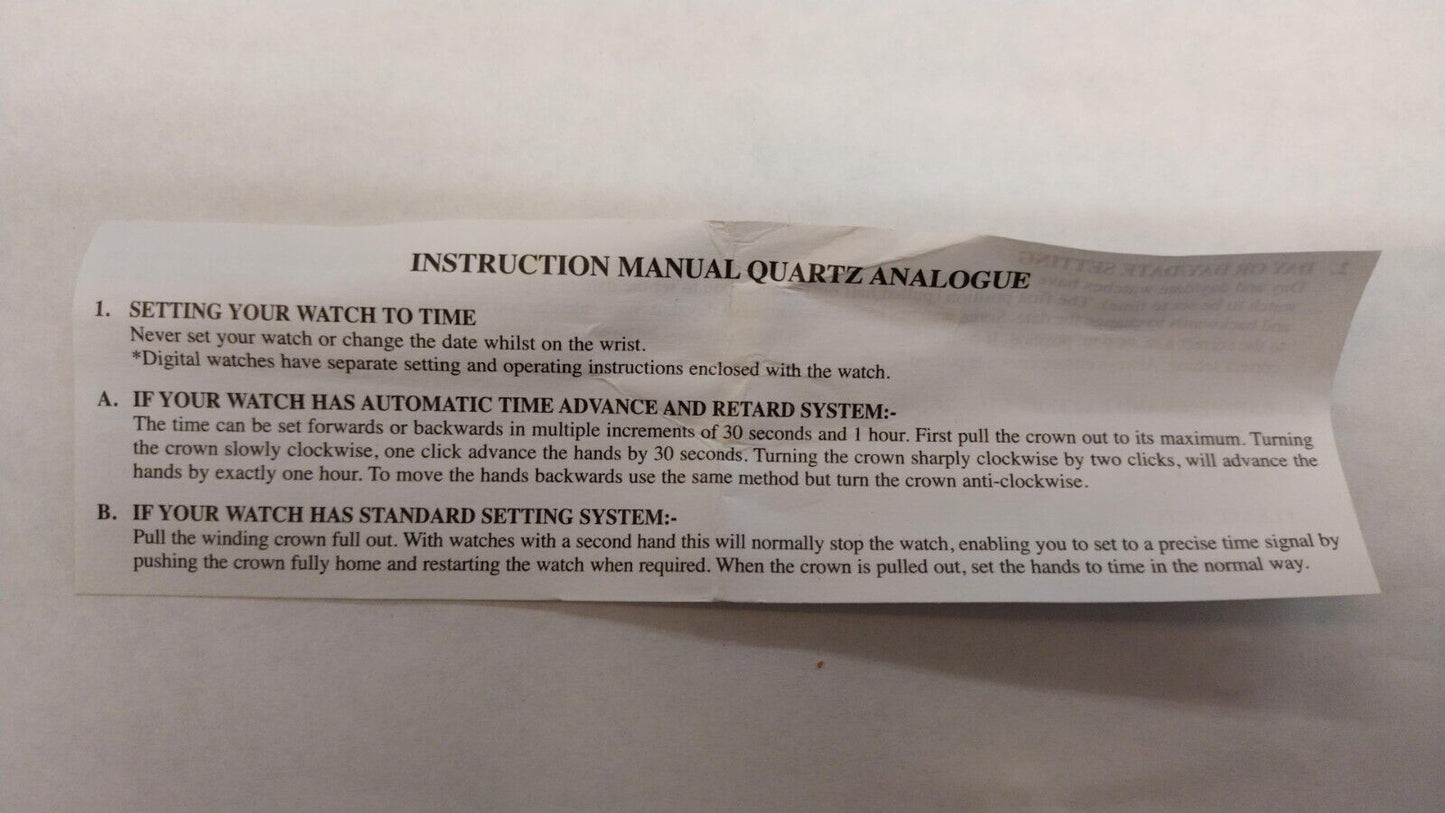 INSTRUCTION MANUAL QUARTZ ANALOGUE
1. SETTING YOUR WATCH TO TIME
Never set your watch or change the date whilst on the wrist.
*Digital watches have separate setting and operating instructions enclosed with the watch.
A. IF YOUR WATCH HAS AUTOMATIC TIME ADVANCE AND RETARD SYSTEM:-
The time can be set forwards or backwards in multiple increments of 30 seconds and 1 hour. First pull the crown out to its maximum. Turning
the crown slowly clockwise, one click advance the hands by 30 seconds. Turning the crown sharply clockwise by two clicks, will advance the
hands by exactly one hour. To move the hands backwards use the same method but turn the crown anti-clockwise.
B. IF YOUR WATCH HAS STANDARD SETTING SYSTEM:-
Pull the winding crown full out. With watches with a second hand this will normally stop the watch, enabling you to set to a precise time signal by
pushing the crown fully home and restarting the watch when required. When the crown is pulled out, set the hands to time in the normal way.